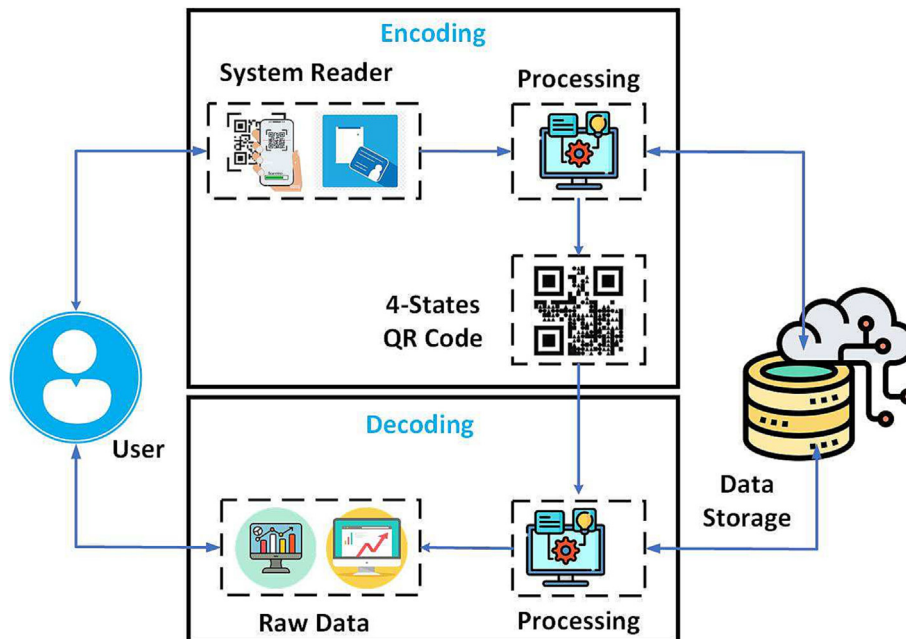 Encoding
System Reader
Processing
4-States
QR Code
User
Decoding
Data
Storage
Raw Data
Processing